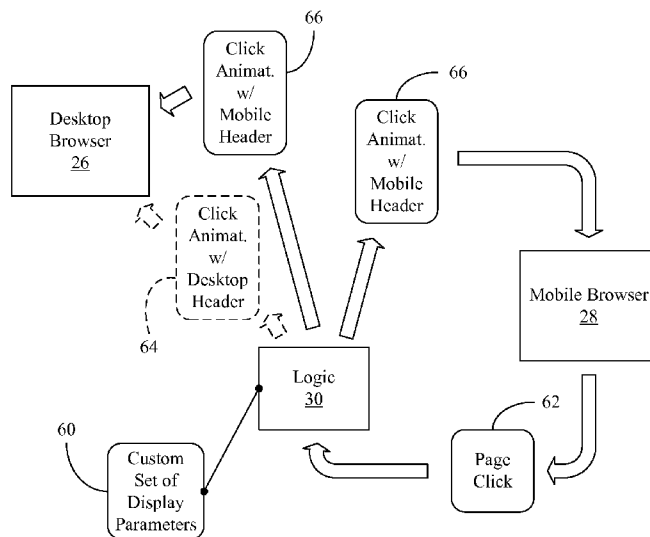 66
Click
Animat.
w/
Mobile
Header
66
Click
Animat.
w/
Mobile
Header
Desktop
Browser
26
Click
Animat.
w/
Desktop
Header
64
Mobile Browser
28
Logic
30
62
Page
Click
60
Custom
Set of
Display
Parameters